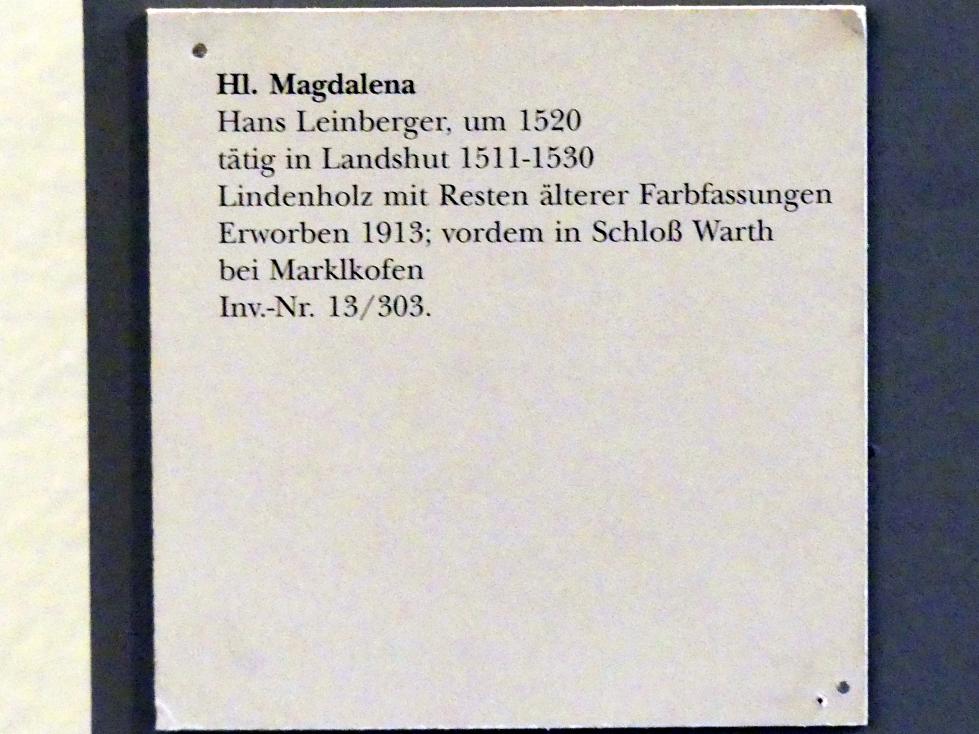 Hl. Magdalena
Hans Leinberger, um 1520
tätig in Landshut 1511-1530
Lindenholz mit Resten älterer Farbfassungen
Erworben 1913; vordem in Schloß Warth
bei Marklkofen
Inv.-Nr. 13/303.